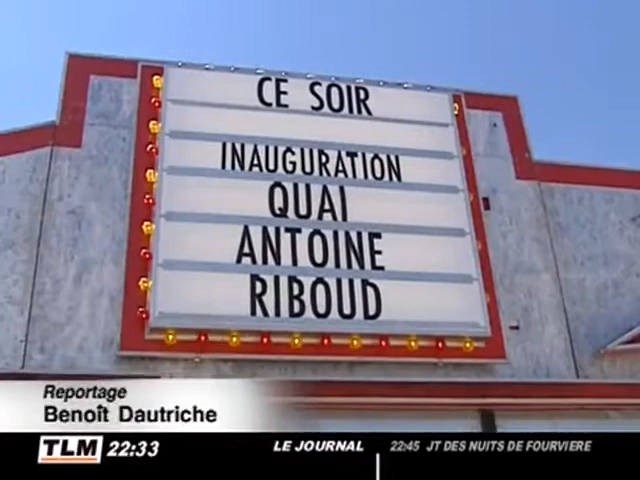 CE SOIR
INAUGURATION
QUAI
ANTOINE
RIBOUD
Reportage
Benoît Dautriche
TLM 22:33 LE JOURNAL 22:45 JT DES NUITS DE FOURVIERE